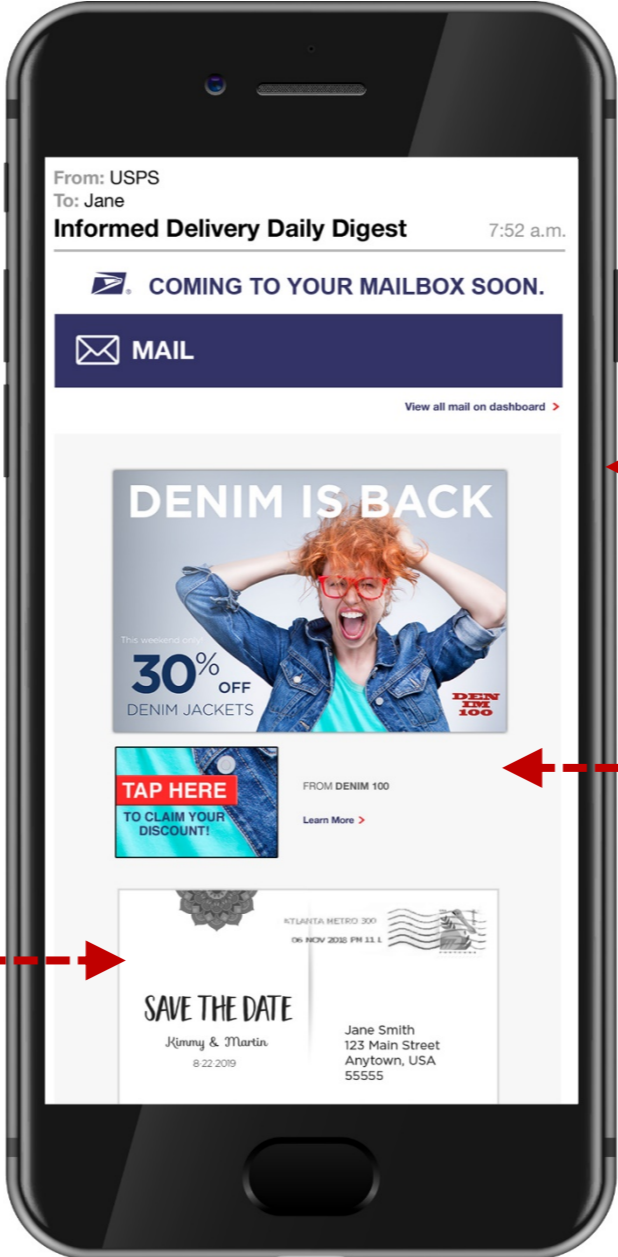 From: USPS
To: Jane
Informed Delivery Daily Digest 7:52 a.m.
COMING TO YOUR MAILBOX SOON.
MAIL
View all mail on dashboard >
DENIM IS BACK
This weekend only!
30% OFF
DENIM JACKETS
DEN
IM
100
TAP HERE
TO CLAIM YOUR
DISCOUNT!
FROM DENIM 100
Learn More >
ATLANTA METRO 300
06 NOV 2018 PM 11 L
SAVE THE DATE
Kimmy & Martin
8-22-2019
Jane Smith
123 Main Street
Anytown, USA
55555